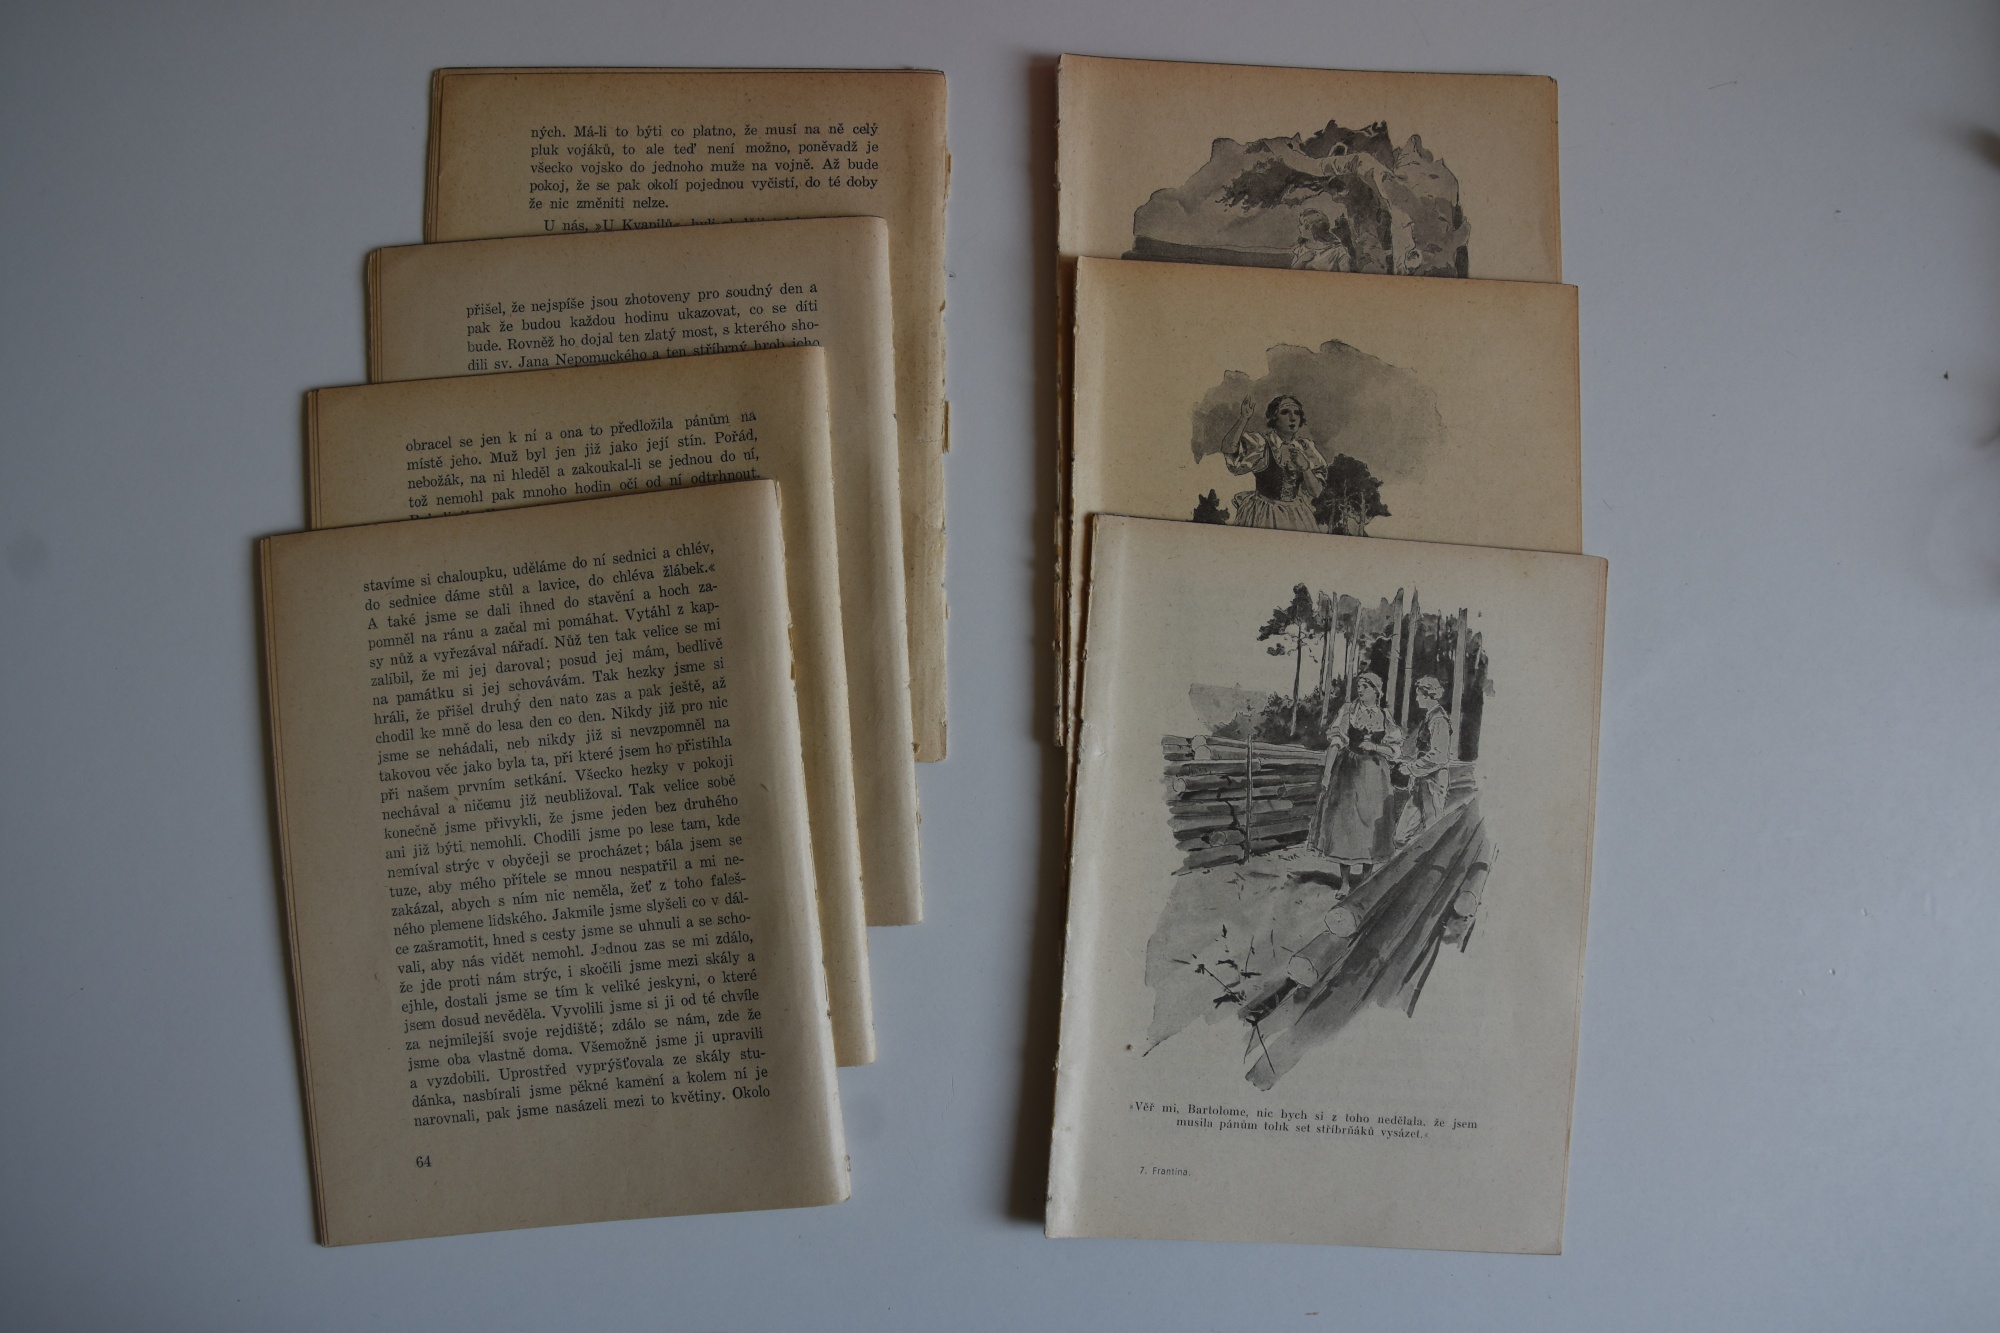 ných. Má-li to býti co platno, že musí na ně celý
pluk vojáků, to ale teď není možno, poněvadž je
všecko vojsko do jednoho muže na vojně. Až bude
pokoj, že se pak okolí pojednou vyčistí, do té doby
že nic změniti nelze.
U nás, »U Kvapilů«
přišel, že nejspíše jsou zhotoveny pro soudný den a
pak že budou každou hodinu ukazovat, co se díti
bude. Rovněž ho dojal ten zlatý most, s kterého sho-
dili sv. Jana Nepomuckého a ten stříbrný hrob jeho
obracel se jen k ní a ona to předložila pánům na
místě jeho. Muž byl jen již jako její stín. Pořád,
nebožák, na ni hleděl a zakoukal-li se jednou do ní,
tož nemohl pak mnoho hodin očí od ní odtrhnout.
stavíme si chaloupku, uděláme do ní sednici a chlév,
do sednice dáme stůl a lavice, do chléva žlábek.«
A také jsme se dali ihned do stavění a hoch za-
pomněl na ránu a začal mi pomáhat. Vytáhl z kap-
sy nůž a vyřezával nářadí. Nůž ten tak velice se mi
zalíbil, že mi jej daroval; posud jej mám, bedlivě
na památku si jej schovávám. Tak hezky jsme si
hráli, že přišel druhý den nato zas a pak ještě, až
chodil ke mně do lesa den co den. Nikdy již pro nic
jsme se nehádali, neb nikdy již si nevzpomněl na
takovou věc jako byla ta, při které jsem ho přistihla
při našem prvním setkání. Všecko hezky v pokoji
nechával a ničemu již neubližoval. Tak velice sobě
konečně jsme přivykli, že jsme jeden bez druhého
ani již býti nemohli. Chodili jsme po lese tam, kde
nemíval strýc v obyčeji se procházet; bála jsem se
tuze, aby mého přítele se mnou nespatřil a mi ne-
zakázal, abych s ním nic neměla, žeť z toho faleš-
ného plemene lidského. Jakmile jsme slyšeli co v dál-
ce zašramotit, hned s cesty jsme se uhnuli a se scho-
vali, aby nás vidět nemohl. Jednou zas se mi zdálo,
že jde proti nám strýc, i skočili jsme mezi skály a
ejhle, dostali jsme se tím k veliké jeskyni, o které
jsem dosud nevěděla. Vyvolili jsme si ji od té chvíle
za nejmilejší svoje rejdiště; zdálo se nám, zde že
jsme oba vlastně doma. Všemožně jsme ji upravili
a vyzdobili. Uprostřed vyprýšťovala ze skály stu-
dánka, nasbírali jsme pěkné kamení a kolem ní je
narovnali, pak jsme nasázeli mezi to květiny. Okolo
64
»Věř mi, Bartolome, nic bych si z toho nedělala, že jsem
musila pánům tolik set stříbrňáků vysázet.«
7. Frantina.